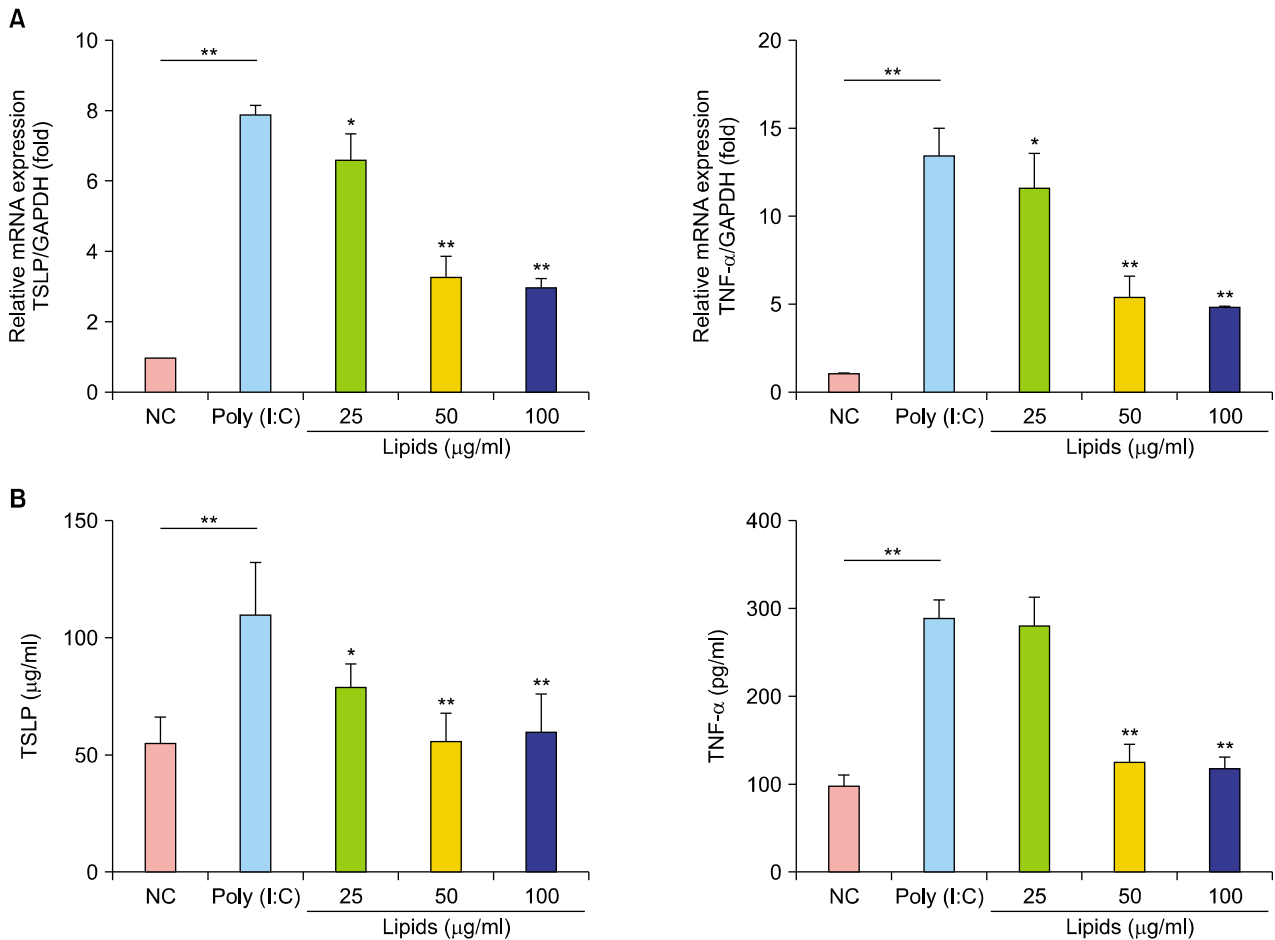 A
Relative mRNA expression
TSLP/GAPDH (fold)
10
8
6
4
2
0
**
*
**
**
NC
Poly (I:C)
25
50
100
Lipids (μg/ml)
Relative mRNA expression
TNF-α/GAPDH (fold)
20
15
10
5
0
**
*
**
**
NC
Poly (I:C)
25
50
100
Lipids (μg/ml)
B
TSLP (μg/ml)
150
100
50
0
**
*
**
**
NC
Poly (I:C)
25
50
100
Lipids (μg/ml)
TNF-α (pg/ml)
400
300
200
100
0
**
**
**
NC
Poly (I:C)
25
50
100
Lipids (μg/ml)